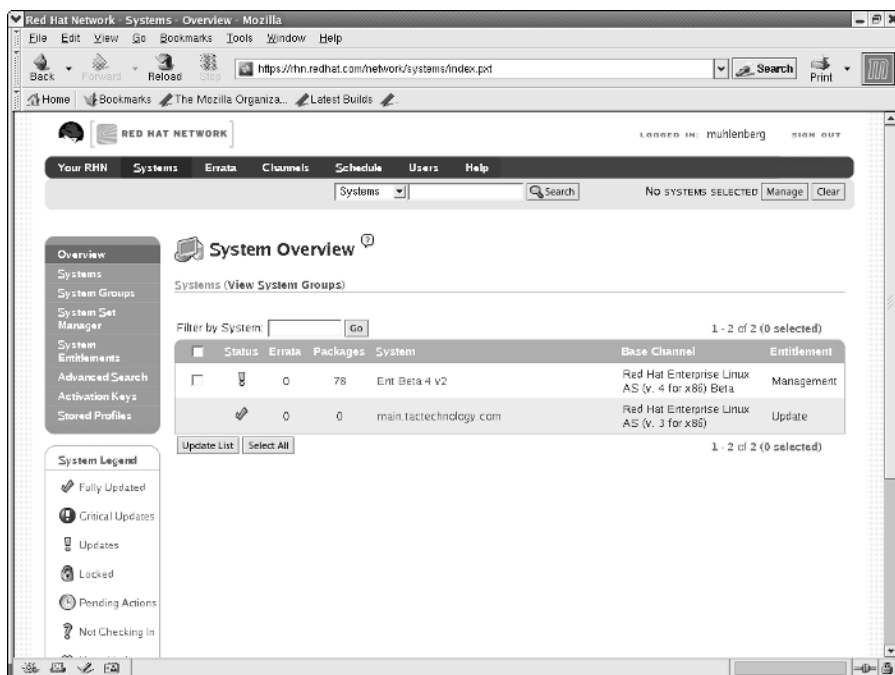 Red Hat Network - Systems - Overview - Mozilla
File Edit View Go Bookmarks Tools Window Help
Back Forward Reload Stop https://rhn.redhat.com/network/systems/index.pxt Search Print
Home Bookmarks The Mozilla Organiza... Latest Builds
RED HAT NETWORK LOGGED IN: muhlenberg SIGN OUT
Your RHN Systems Errata Channels Schedule Users Help
Systems Search NO SYSTEMS SELECTED Manage Clear
Overview
Systems
System Groups
System Set
Manager
System
Entitlements
Advanced Search
Activation Keys
Stored Profiles
System Overview ?
Systems (View System Groups)
Filter by System: Go 1 - 2 of 2 (0 selected)
Status Errata Packages System Base Channel Entitlement
0 78 Ent Beta 4 v2 Red Hat Enterprise Linux AS (v. 4 for x86) Beta Management
0 0 main.tactechnology.com Red Hat Enterprise Linux AS (v. 3 for x86) Update
Update List Select All 1 - 2 of 2 (0 selected)
System Legend
Fully Updated
Critical Updates
Updates
Locked
Pending Actions
Not Checking In